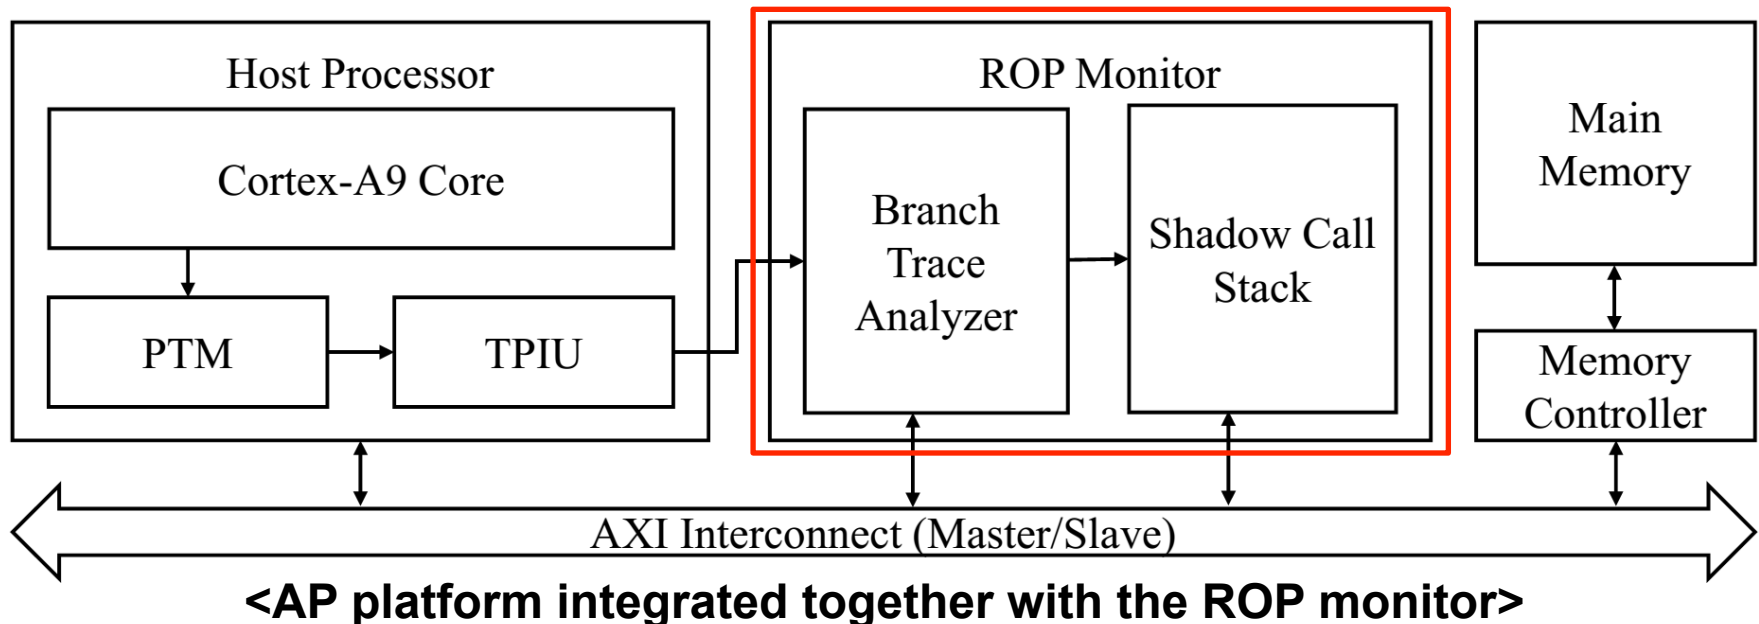 Host Processor
Cortex-A9 Core
PTM
TPIU
ROP Monitor
Branch
Trace
Analyzer
Shadow Call
Stack
Main
Memory
Memory
Controller
AXI Interconnect (Master/Slave)
<AP platform integrated together with the ROP monitor>